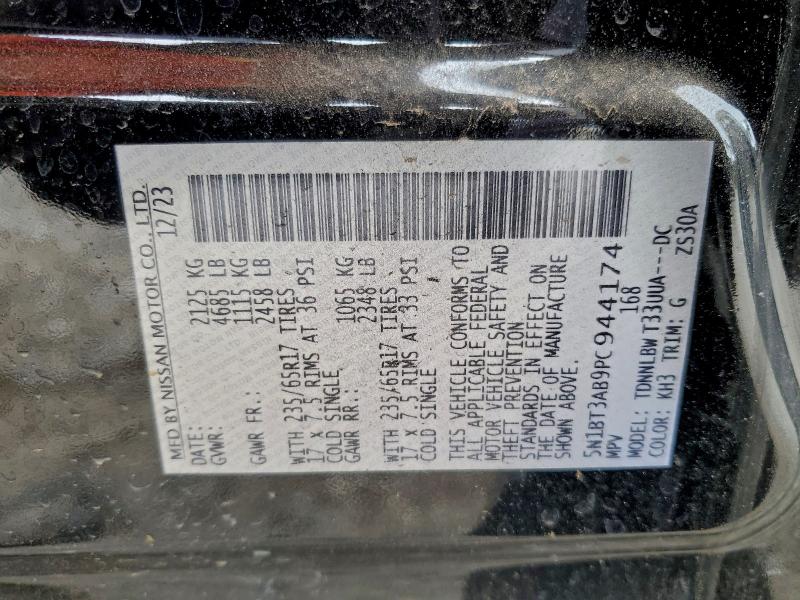 MFD BY NISSAN MOTOR CO., LTD.
DATE: 12/23
GVWR: 2125 KG
4685 LB
GAWR FR.: 1115 KG
2458 LB
WITH 235/65R17 TIRES,
17 x 7.5 RIMS AT 36 PSI
COLD SINGLE
GAWR RR.: 1065 KG
2348 LB
WITH 235/65R17 TIRES,
17 x 7.5 RIMS AT 33 PSI
COLD SINGLE
THIS VEHICLE CONFORMS TO
ALL APPLICABLE FEDERAL
MOTOR VEHICLE SAFETY AND
THEFT PREVENTION
STANDARDS IN EFFECT ON
THE DATE OF MANUFACTURE
SHOWN ABOVE.
5N1BT3AB9PC944174
MPV 168
MODEL: TDNNLBW T33UUA---DC
COLOR: KH3 TRIM: G ZS30A